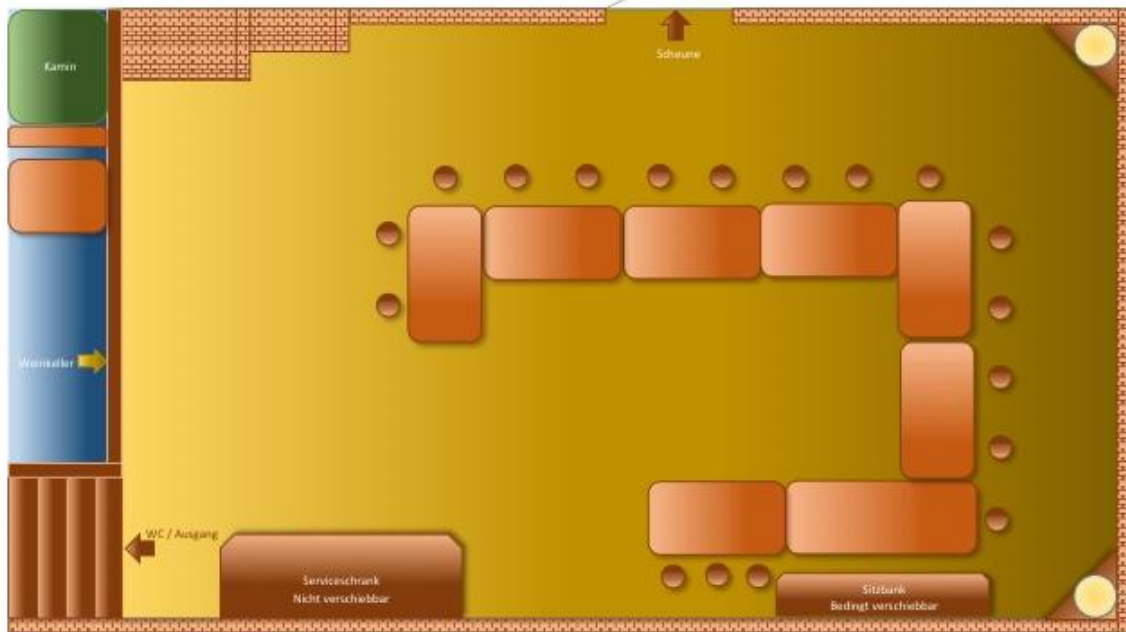 Kamin
Scheune
Weinkeller
WC / Ausgang
Serviceschrank
Nicht verschiebbar
Sitzbank
Bedingt verschiebbar